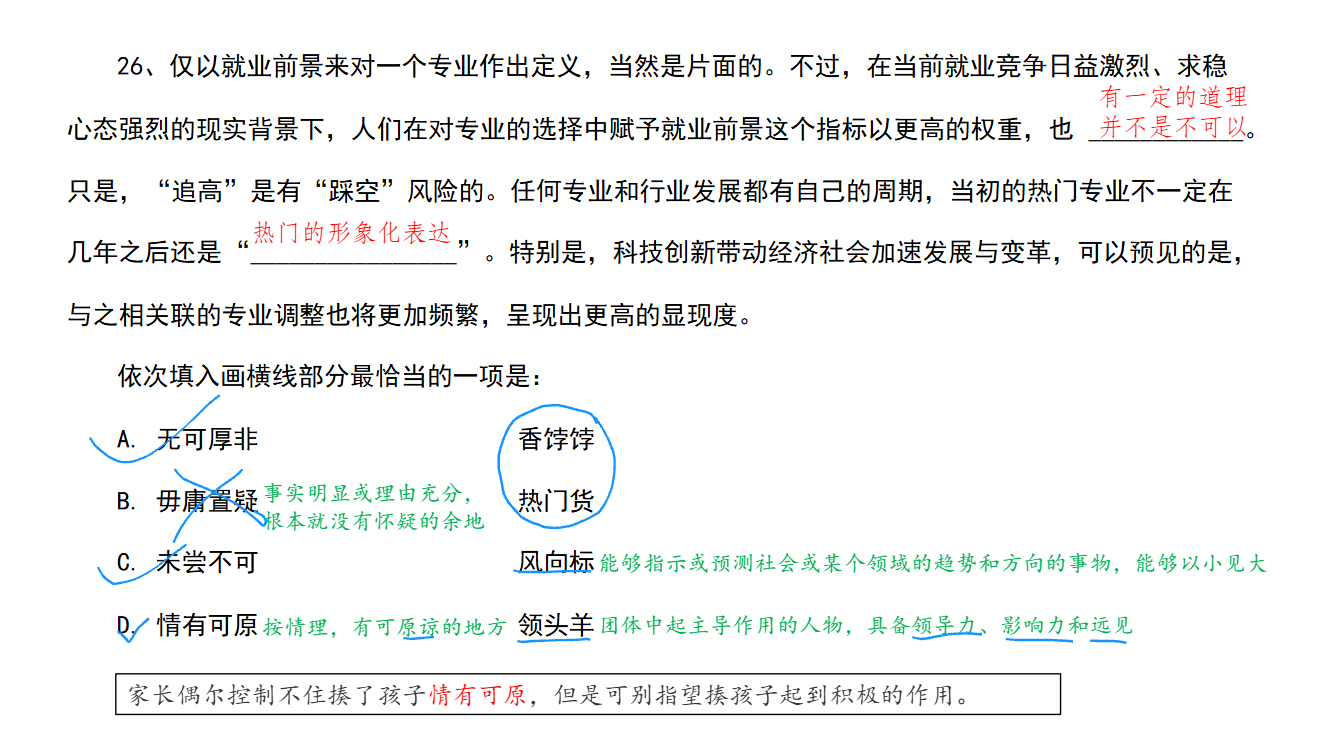 26、仅以就业前景来对一个专业作出定义，当然是片面的。不过，在当前就业竞争日益激烈、求稳
有一定的道理
心态强烈的现实背景下，人们在对专业的选择中赋予就业前景这个指标以更高的权重，也 ____________。
并不是不可以
只是，“追高”是有“踩空”风险的。任何专业和行业发展都有自己的周期，当初的热门专业不一定在
热门的形象化表达
几年之后还是“________________”。特别是，科技创新带动经济社会加速发展与变革，可以预见的是，
与之相关联的专业调整也将更加频繁，呈现出更高的显现度。
依次填入画横线部分最恰当的一项是：
A. 无可厚非 香饽饽
B. 毋庸置疑 事实明显或理由充分， 热门货
根本就没有怀疑的余地
C. 未尝不可 风向标 能够指示或预测社会或某个领域的趋势和方向的事物，能够以小见大
D. 情有可原 按情理，有可原谅的地方 领头羊 团体中起主导作用的人物，具备领导力、影响力和远见
家长偶尔控制不住揍了孩子情有可原，但是可别指望揍孩子起到积极的作用。